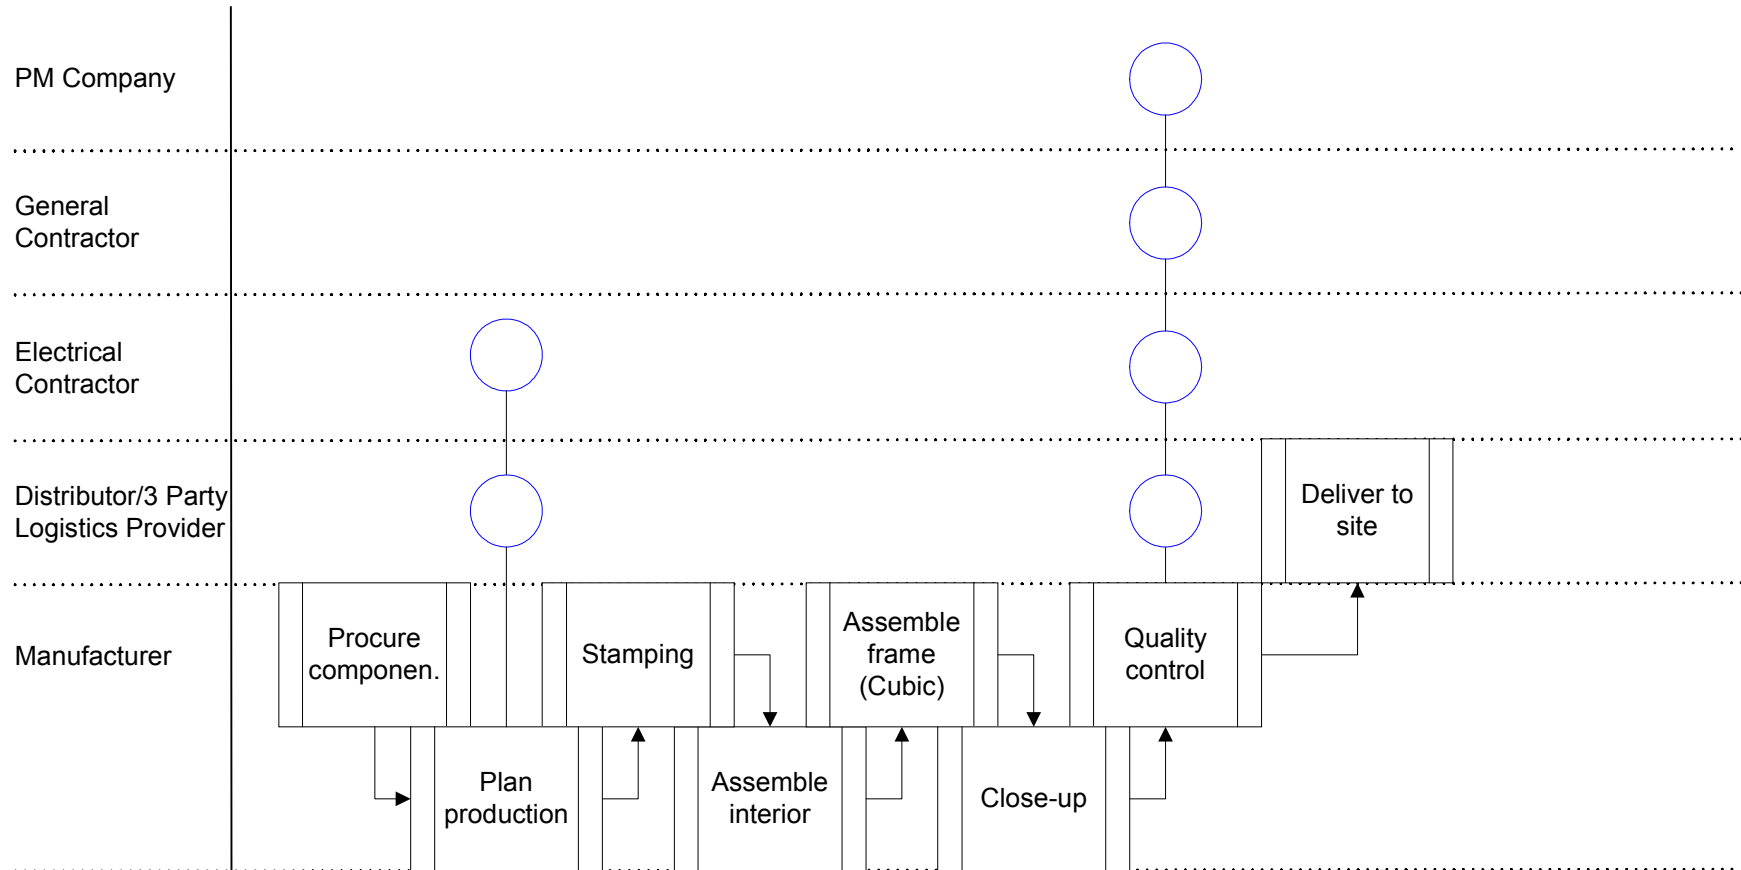 PM Company
General
Contractor
Electrical
Contractor
Distributor/3 Party
Logistics Provider
Deliver to
site
Manufacturer
Procure
componen.
Stamping
Assemble
frame
(Cubic)
Quality
control
Plan
production
Assemble
interior
Close-up